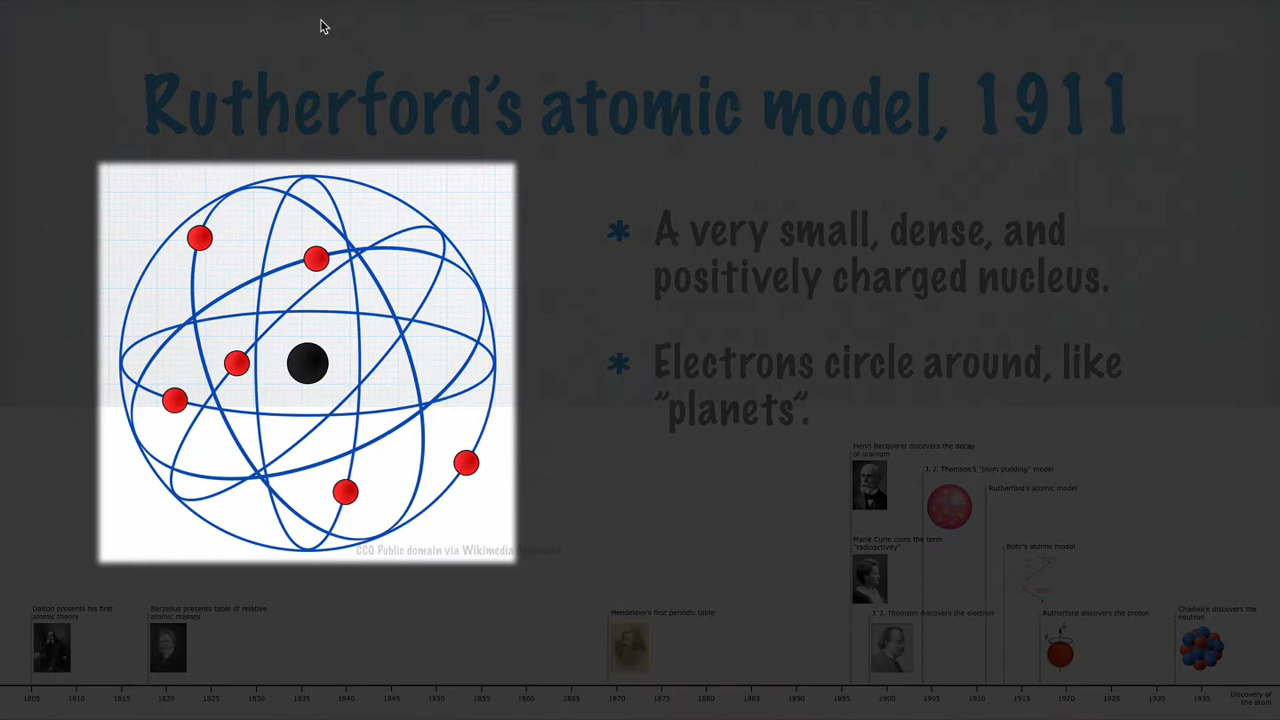 Rutherford's atomic model, 1911
* A very small, dense, and
positively charged nucleus.
* Electrons circle around, like
"planets".
CC0 Public domain via Wikimedia Commons
Henri Becquerel discovers the decay
of uranium
J. J. Thomson's "plum pudding" model
Rutherford's atomic model
Marie Curie coins the term
"radioactivity"
Bohr's atomic model
Dalton presents his first
atomic theory
Berzelius presents table of relative
atomic masses
Mendeleev's first periodic table
J. J. Thomson discovers the electron
Rutherford discovers the proton
Chadwick discovers the
neutron
1805 1810 1815 1820 1825 1830 1835 1840 1845 1850 1855 1860 1865 1870 1875 1880 1885 1890 1895 1900 1905 1910 1915 1920 1925 1930 1935
Discovery of
the atom